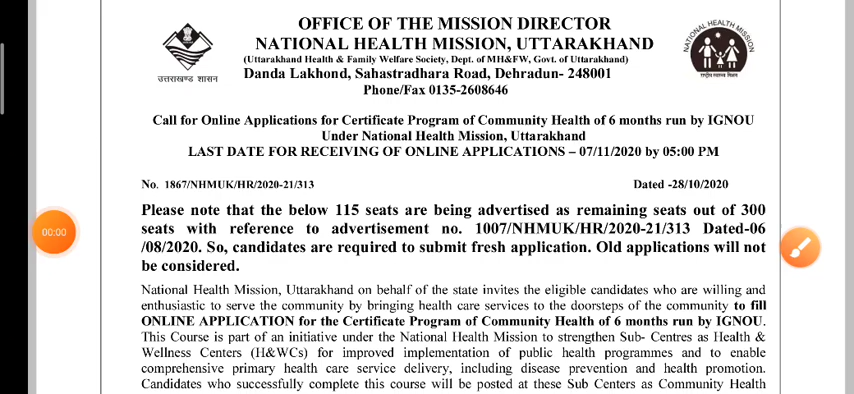 OFFICE OF THE MISSION DIRECTOR
NATIONAL HEALTH MISSION, UTTARAKHAND
(Uttarakhand Health & Family Welfare Society, Dept. of MH&FW, Govt. of Uttarakhand)
Danda Lakhond, Sahastradhara Road, Dehradun- 248001
Phone/Fax 0135-2608646
उत्तराखण्ड शासन
NATIONAL HEALTH MISSION
राष्ट्रीय स्वास्थ्य मिशन
Call for Online Applications for Certificate Program of Community Health of 6 months run by IGNOU
Under National Health Mission, Uttarakhand
LAST DATE FOR RECEIVING OF ONLINE APPLICATIONS – 07/11/2020 by 05:00 PM
No. 1867/NHMUK/HR/2020-21/313 Dated -28/10/2020
Please note that the below 115 seats are being advertised as remaining seats out of 300
seats with reference to advertisement no. 1007/NHMUK/HR/2020-21/313 Dated-06
/08/2020. So, candidates are required to submit fresh application. Old applications will not
be considered.
00:00
National Health Mission, Uttarakhand on behalf of the state invites the eligible candidates who are willing and
enthusiastic to serve the community by bringing health care services to the doorsteps of the community to fill
ONLINE APPLICATION for the Certificate Program of Community Health of 6 months run by IGNOU.
This Course is part of an initiative under the National Health Mission to strengthen Sub- Centres as Health &
Wellness Centers (H&WCs) for improved implementation of public health programmes and to enable
comprehensive primary health care service delivery, including disease prevention and health promotion.
Candidates who successfully complete this course will be posted at these Sub Centers as Community Health